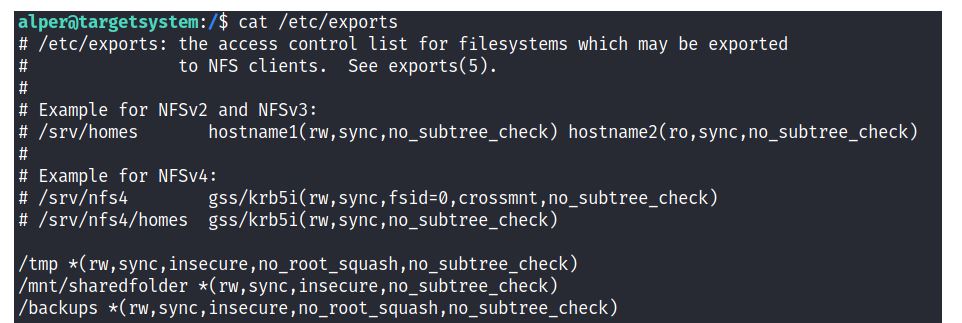 alper@targetsystem:/$ cat /etc/exports
# /etc/exports: the access control list for filesystems which may be exported
#               to NFS clients.  See exports(5).
#
# Example for NFSv2 and NFSv3:
# /srv/homes       hostname1(rw,sync,no_subtree_check) hostname2(ro,sync,no_subtree_check)
#
# Example for NFSv4:
# /srv/nfs4        gss/krb5i(rw,sync,fsid=0,crossmnt,no_subtree_check)
# /srv/nfs4/homes  gss/krb5i(rw,sync,no_subtree_check)

/tmp *(rw,sync,insecure,no_root_squash,no_subtree_check)
/mnt/sharedfolder *(rw,sync,insecure,no_subtree_check)
/backups *(rw,sync,insecure,no_root_squash,no_subtree_check)